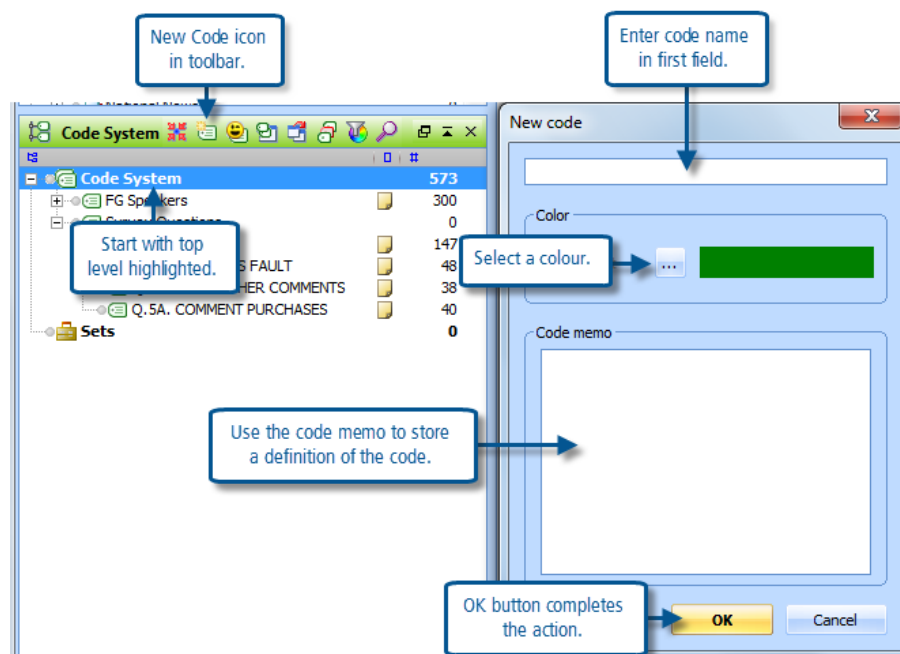 New Code icon
in toolbar.
Enter code name
in first field.
Code System
New code
#
Code System 573
FG Speakers 300
Survey Questions 0
147
Start with top
level highlighted.
S FAULT 48
HER COMMENTS 38
Q.5A. COMMENT PURCHASES 40
Sets 0
Color
Select a colour.
...
Code memo
Use the code memo to store
a definition of the code.
OK button completes
the action.
OK
Cancel